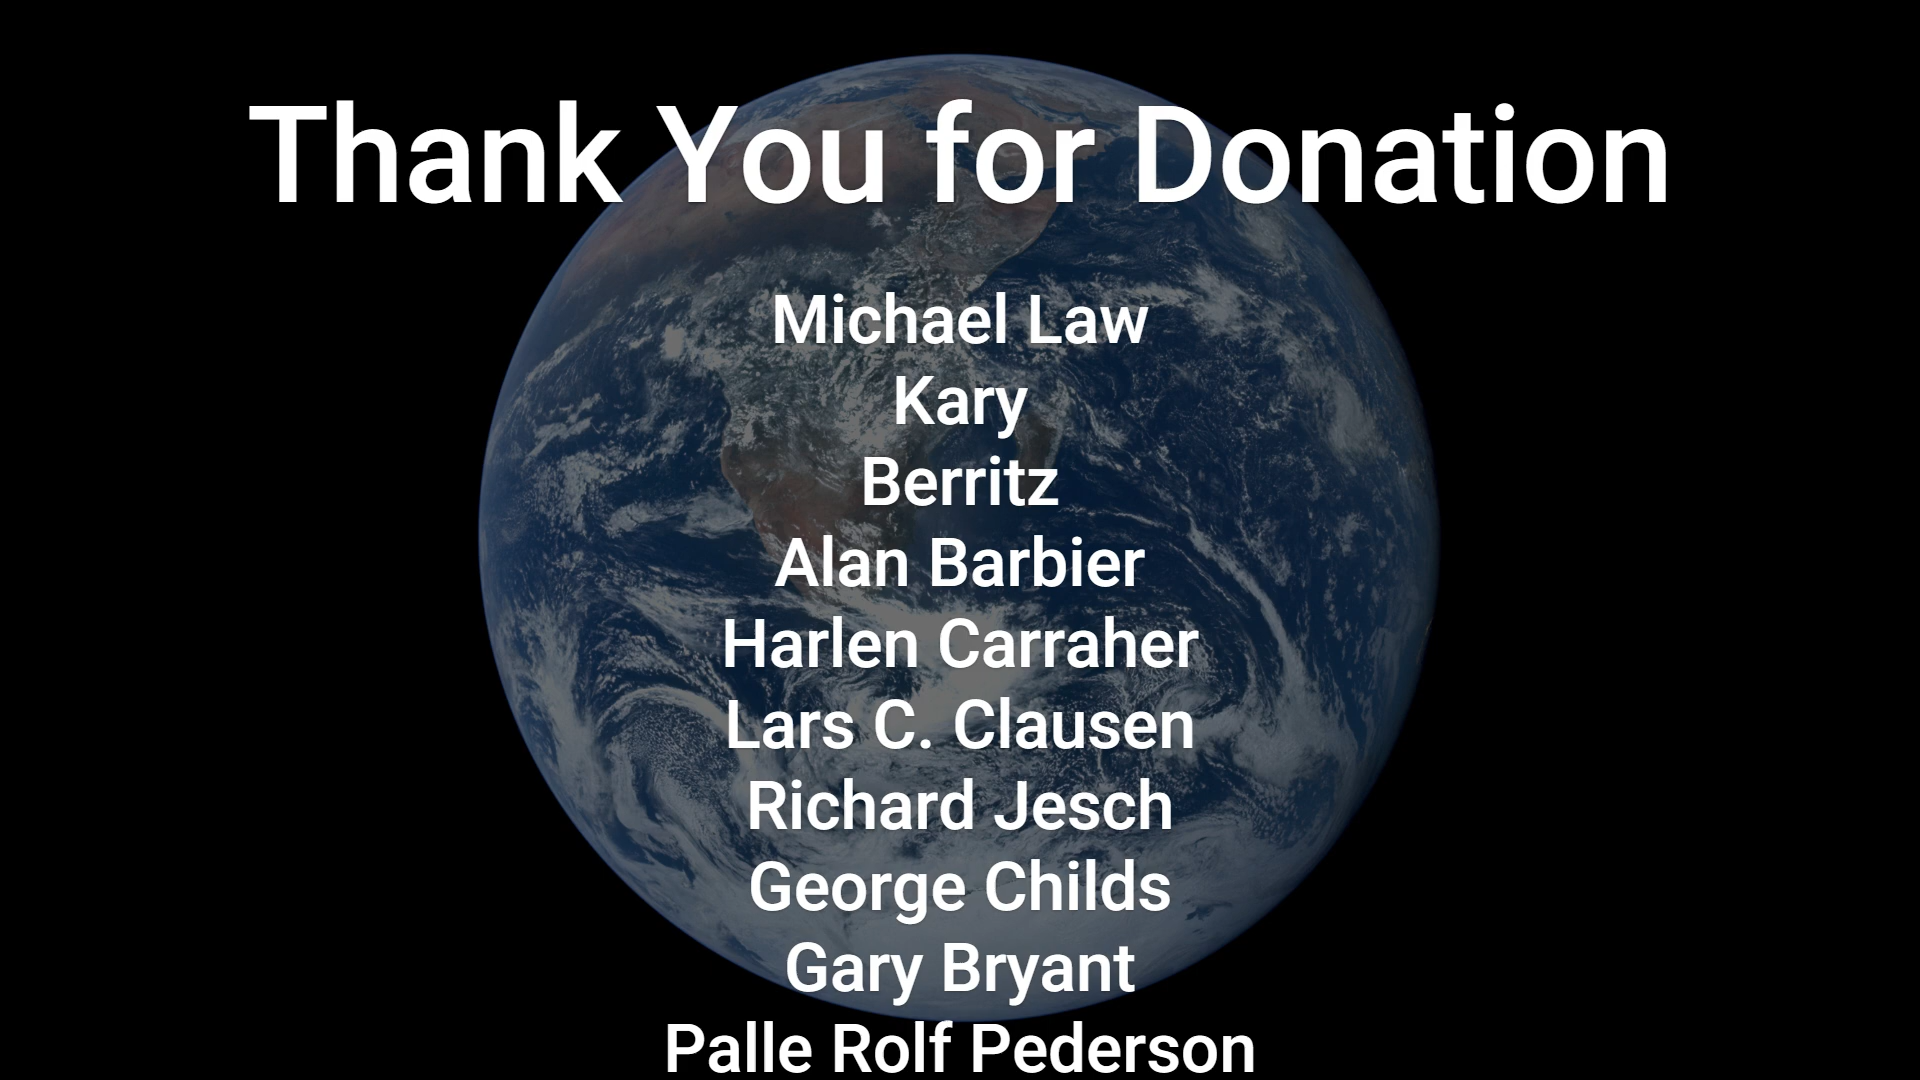 Thank You for Donation
Michael Law
Kary
Berritz
Alan Barbier
Harlen Carraher
Lars C. Clausen
Richard Jesch
George Childs
Gary Bryant
Palle Rolf Pederson